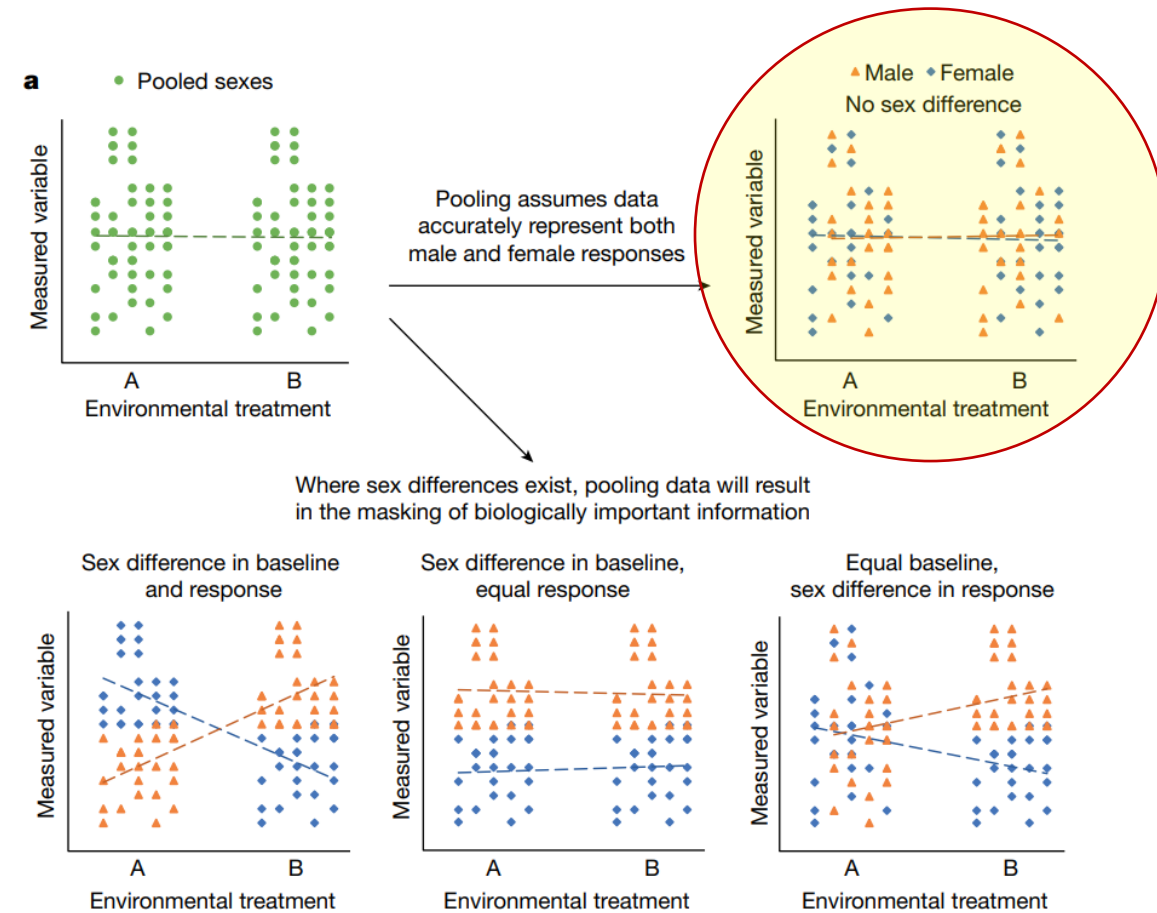 a
Pooled sexes
Measured variable
A B
Environmental treatment
Pooling assumes data
accurately represent both
male and female responses
Male Female
No sex difference
Measured variable
A B
Environmental treatment
Where sex differences exist, pooling data will result
in the masking of biologically important information
Sex difference in baseline
and response
Measured variable
A B
Environmental treatment
Sex difference in baseline,
equal response
Measured variable
A B
Environmental treatment
Equal baseline,
sex difference in response
Measured variable
A B
Environmental treatment